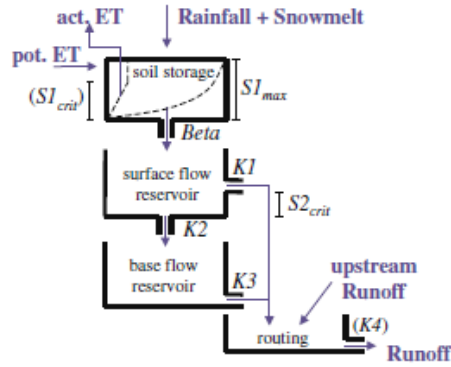 act. ET
Rainfall + Snowmelt
pot. ET
soil storage
(S1crit)
S1max
Beta
K1
surface flow
reservoir
S2crit
K2
base flow
reservoir
K3
upstream
Runoff
(K4)
routing
Runoff